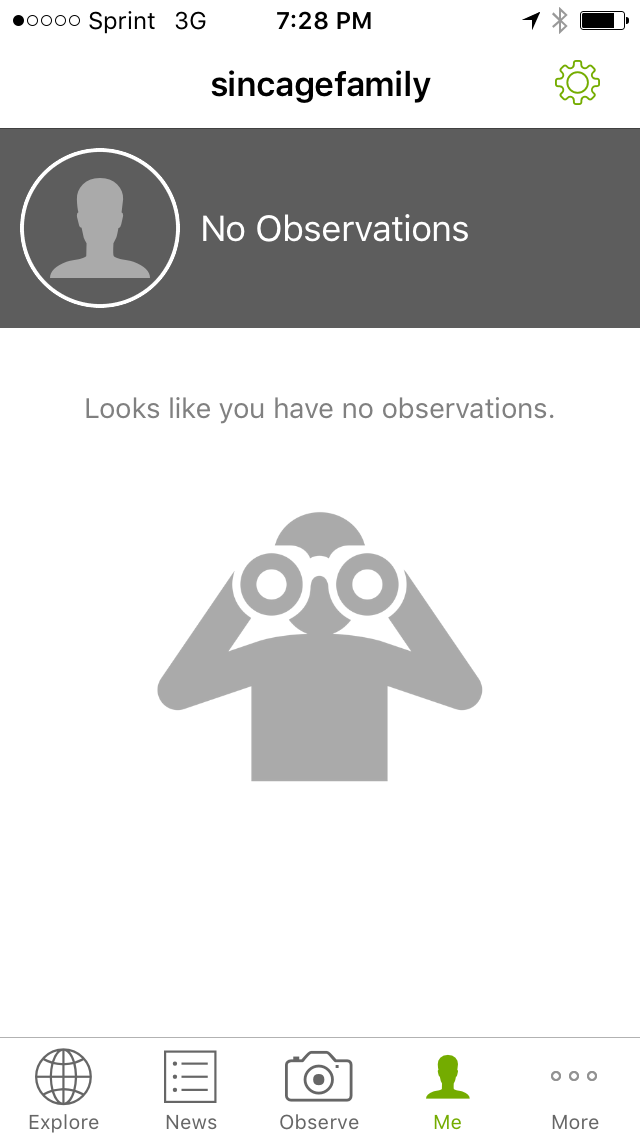 Sprint 3G 7:28 PM
sincagefamily
No Observations
Looks like you have no observations.
Explore News Observe Me More